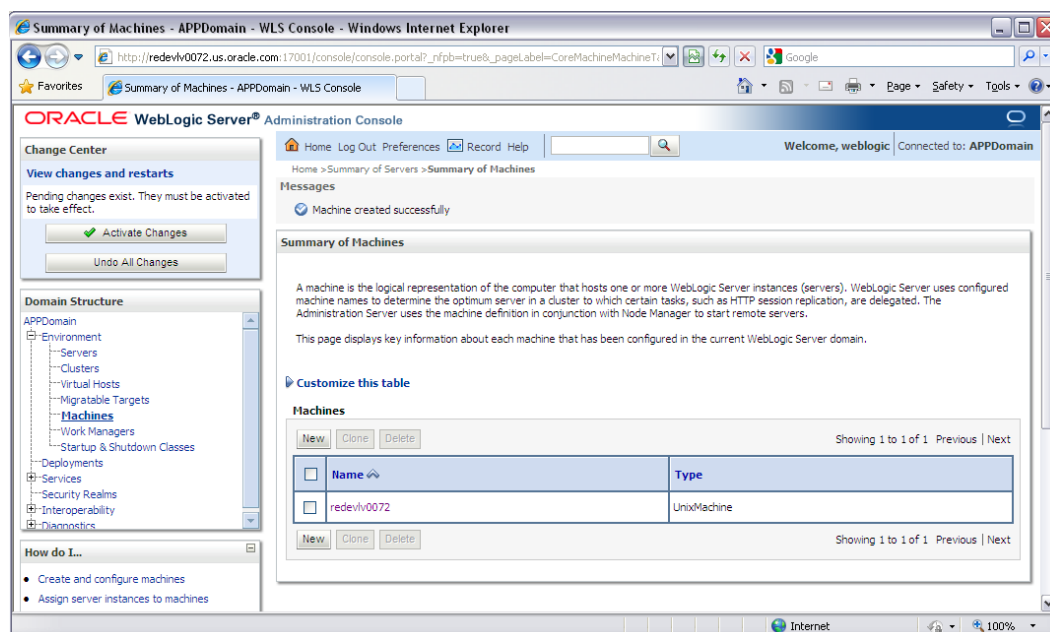 Summary of Machines - APPDomain - WLS Console - Windows Internet Explorer
http://redevlv0072.us.oracle.com:17001/console/console.portal?_nfpb=true&_pageLabel=CoreMachineMachineTa
Google
Favorites
Summary of Machines - APPDomain - WLS Console
Page
Safety
Tools
ORACLE WebLogic Server® Administration Console
Change Center
View changes and restarts
Pending changes exist. They must be activated
to take effect.
Activate Changes
Undo All Changes
Domain Structure
APPDomain
Environment
Servers
Clusters
Virtual Hosts
Migratable Targets
Machines
Work Managers
Startup & Shutdown Classes
Deployments
Services
Security Realms
Interoperability
Diagnostics
How do I...
Create and configure machines
Assign server instances to machines
Home Log Out Preferences Record Help
Welcome, weblogic Connected to: APPDomain
Home >Summary of Servers >Summary of Machines
Messages
Machine created successfully
Summary of Machines
A machine is the logical representation of the computer that hosts one or more WebLogic Server instances (servers). WebLogic Server uses configured
machine names to determine the optimum server in a cluster to which certain tasks, such as HTTP session replication, are delegated. The
Administration Server uses the machine definition in conjunction with Node Manager to start remote servers.
This page displays key information about each machine that has been configured in the current WebLogic Server domain.
Customize this table
Machines
New Clone Delete
Showing 1 to 1 of 1 Previous | Next
Name Type
redevlv0072 UnixMachine
New Clone Delete
Showing 1 to 1 of 1 Previous | Next
Internet
100%